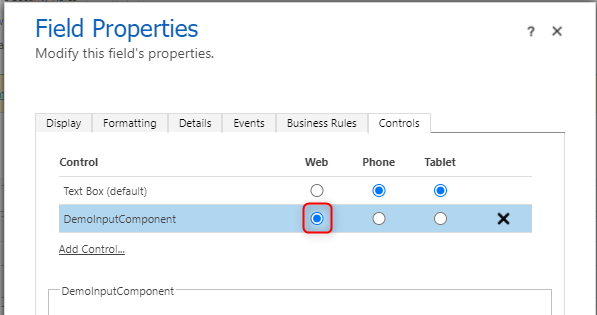 Field Properties
? ×
Modify this field's properties.
Display Formatting Details Events Business Rules Controls
Control Web Phone Tablet
Text Box (default)
DemoInputComponent
Add Control...
DemoInputComponent